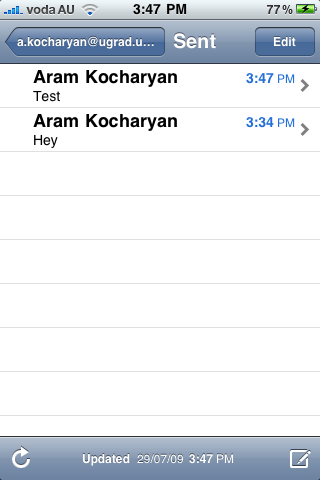 voda AU 3:47 PM 77%
a.kocharyan@ugrad.u... Sent Edit
Aram Kocharyan 3:47 PM
Test
Aram Kocharyan 3:34 PM
Hey
Updated 29/07/09 3:47 PM